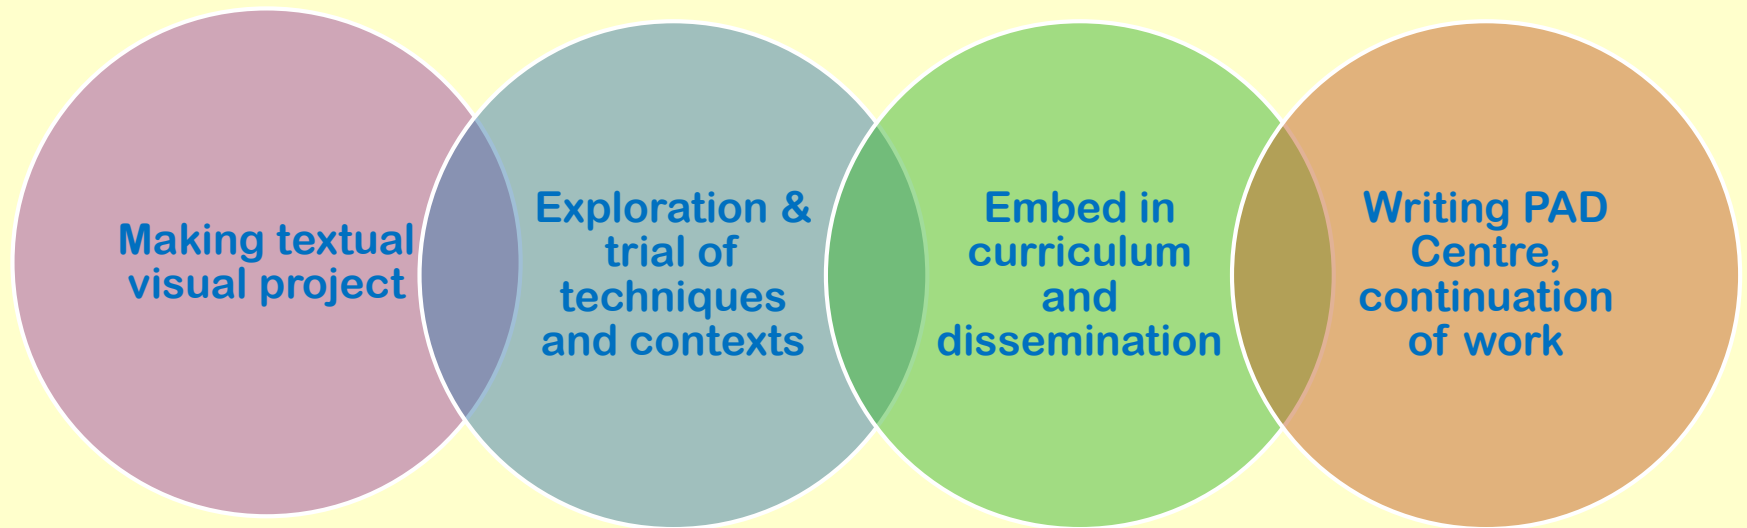 Making textual
visual project
Exploration &
trial of
techniques
and contexts
Embed in
curriculum
and
dissemination
Writing PAD
Centre,
continuation
of work